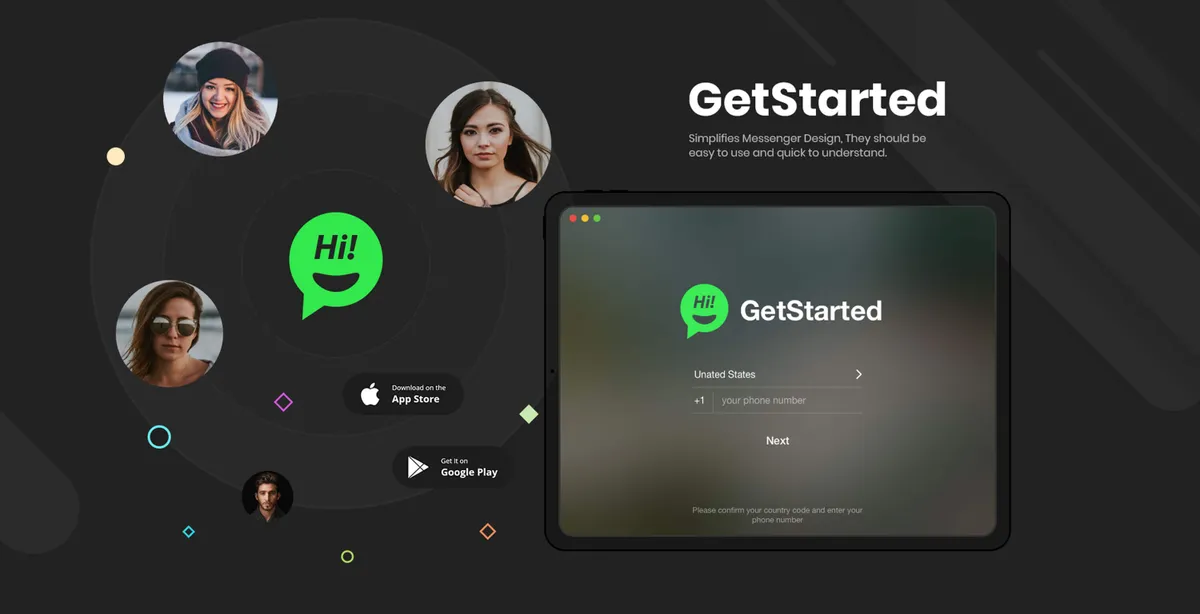 GetStarted
Simplifies Messenger Design, They should be
easy to use and quick to understand.
Hi!
Download on the
App Store
Get it on
Google Play
Hi!
GetStarted
Unated States
+1 your phone number
Next
Please confirm your country code and enter your
phone number